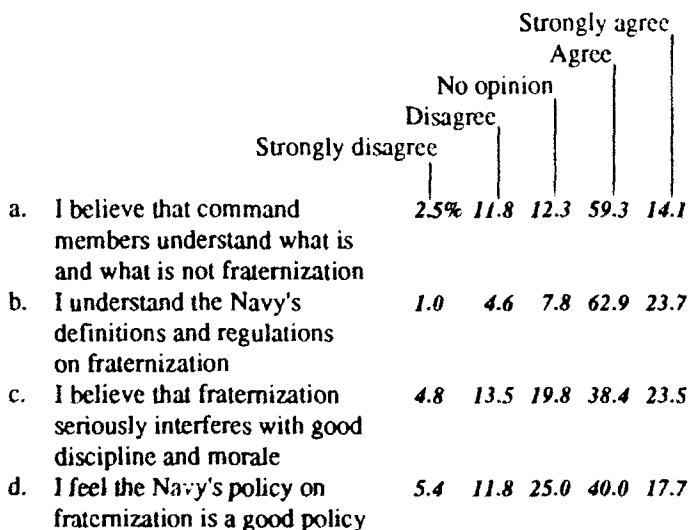 Strongly agree
Agree
No opinion
Disagree
Strongly disagree
a. I believe that command 2.5% 11.8 12.3 59.3 14.1
members understand what is
and what is not fraternization
b. I understand the Navy's 1.0 4.6 7.8 62.9 23.7
definitions and regulations
on fraternization
c. I believe that fraternization 4.8 13.5 19.8 38.4 23.5
seriously interferes with good
discipline and morale
d. I feel the Navy's policy on 5.4 11.8 25.0 40.0 17.7
fraternization is a good policy